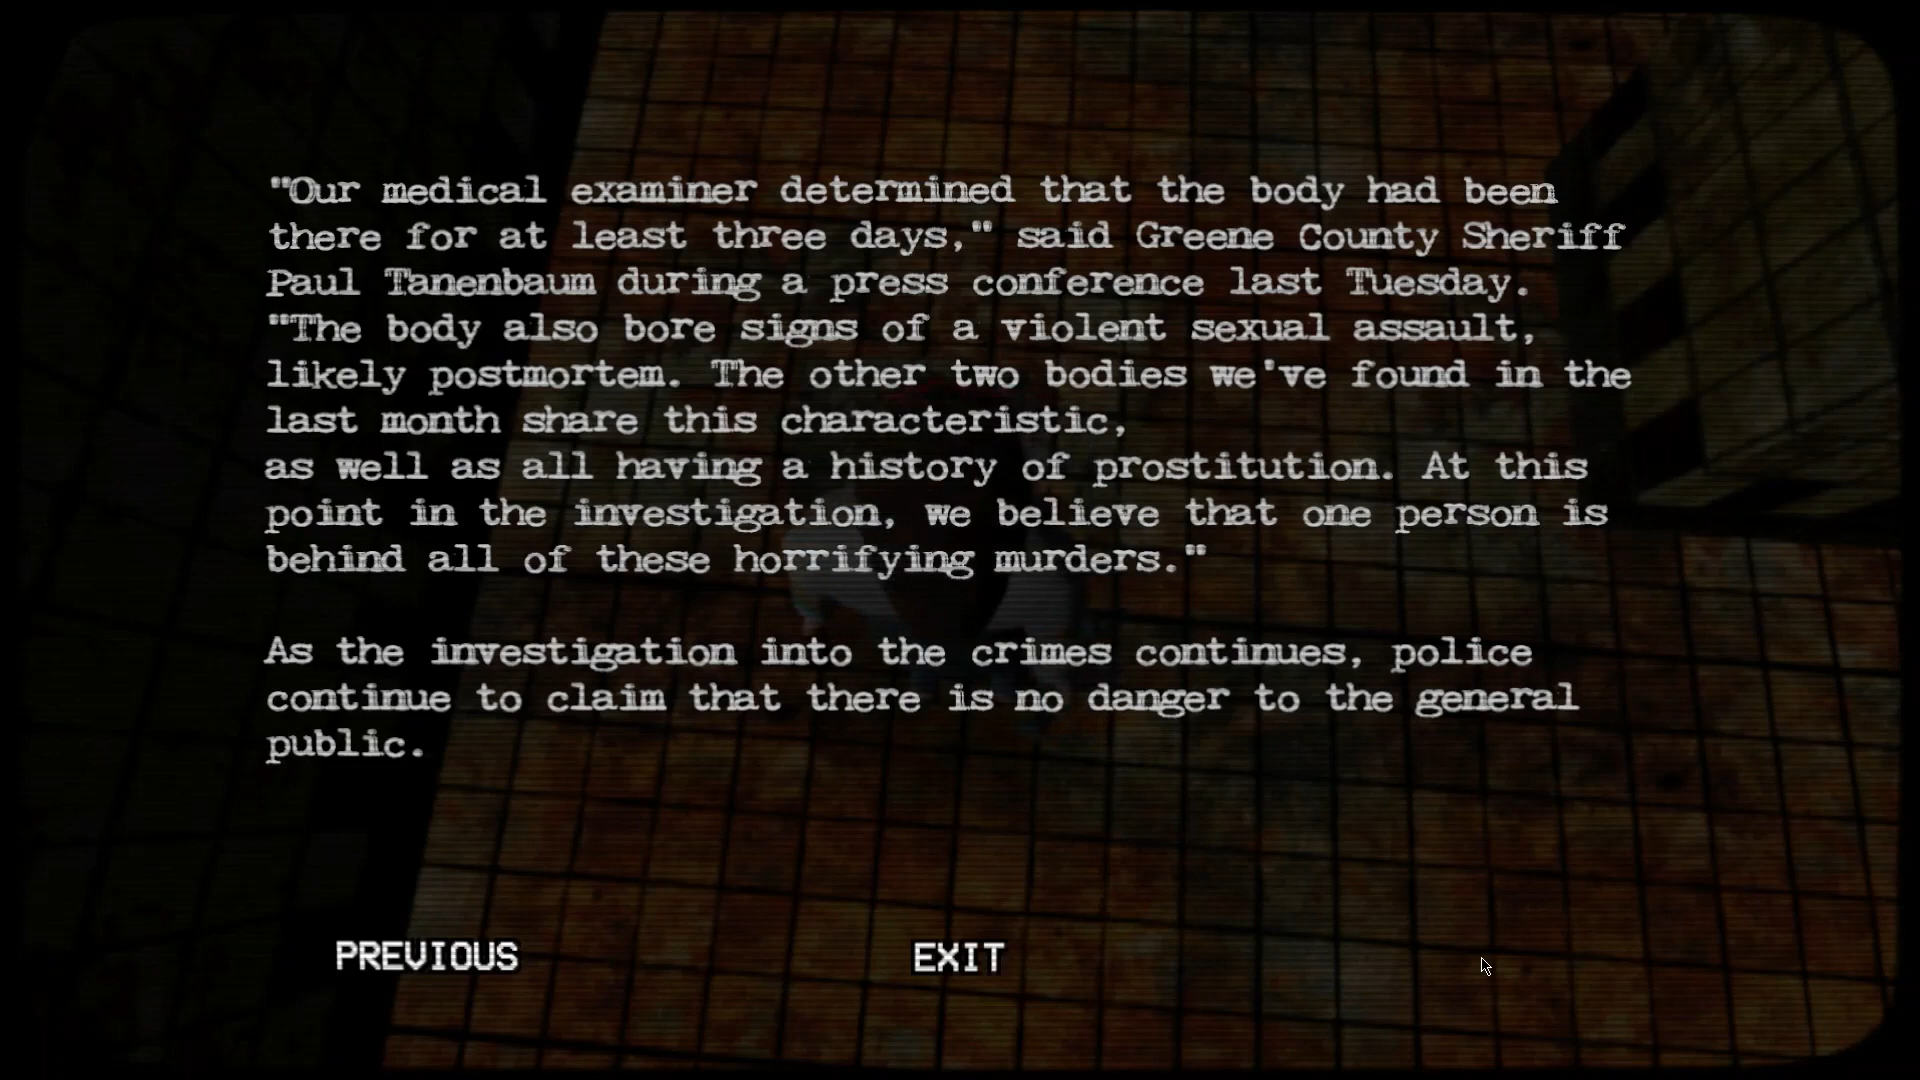 "Our medical examiner determined that the body had been
there for at least three days," said Greene County Sheriff
Paul Tanenbaum during a press conference last Tuesday.
"The body also bore signs of a violent sexual assault,
likely postmortem. The other two bodies we've found in the
last month share this characteristic,
as well as all having a history of prostitution. At this
point in the investigation, we believe that one person is
behind all of these horrifying murders."
As the investigation into the crimes continues, police
continue to claim that there is no danger to the general
public.
PREVIOUS EXIT